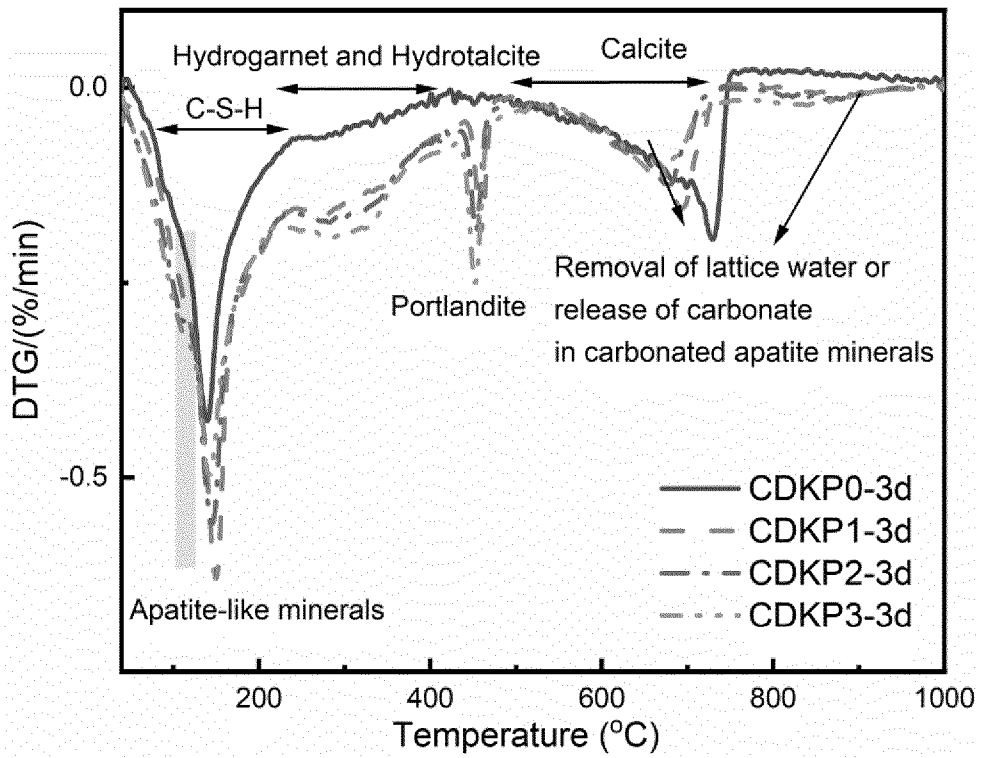 Hydrogarnet and Hydrotalcite
Calcite
0.0
C-S-H
Portlandite
Removal of lattice water or
release of carbonate
in carbonated apatite minerals
DTG/(%/min)
-0.5
CDKP0-3d
CDKP1-3d
CDKP2-3d
CDKP3-3d
Apatite-like minerals
200 400 600 800 1000
Temperature (°C)